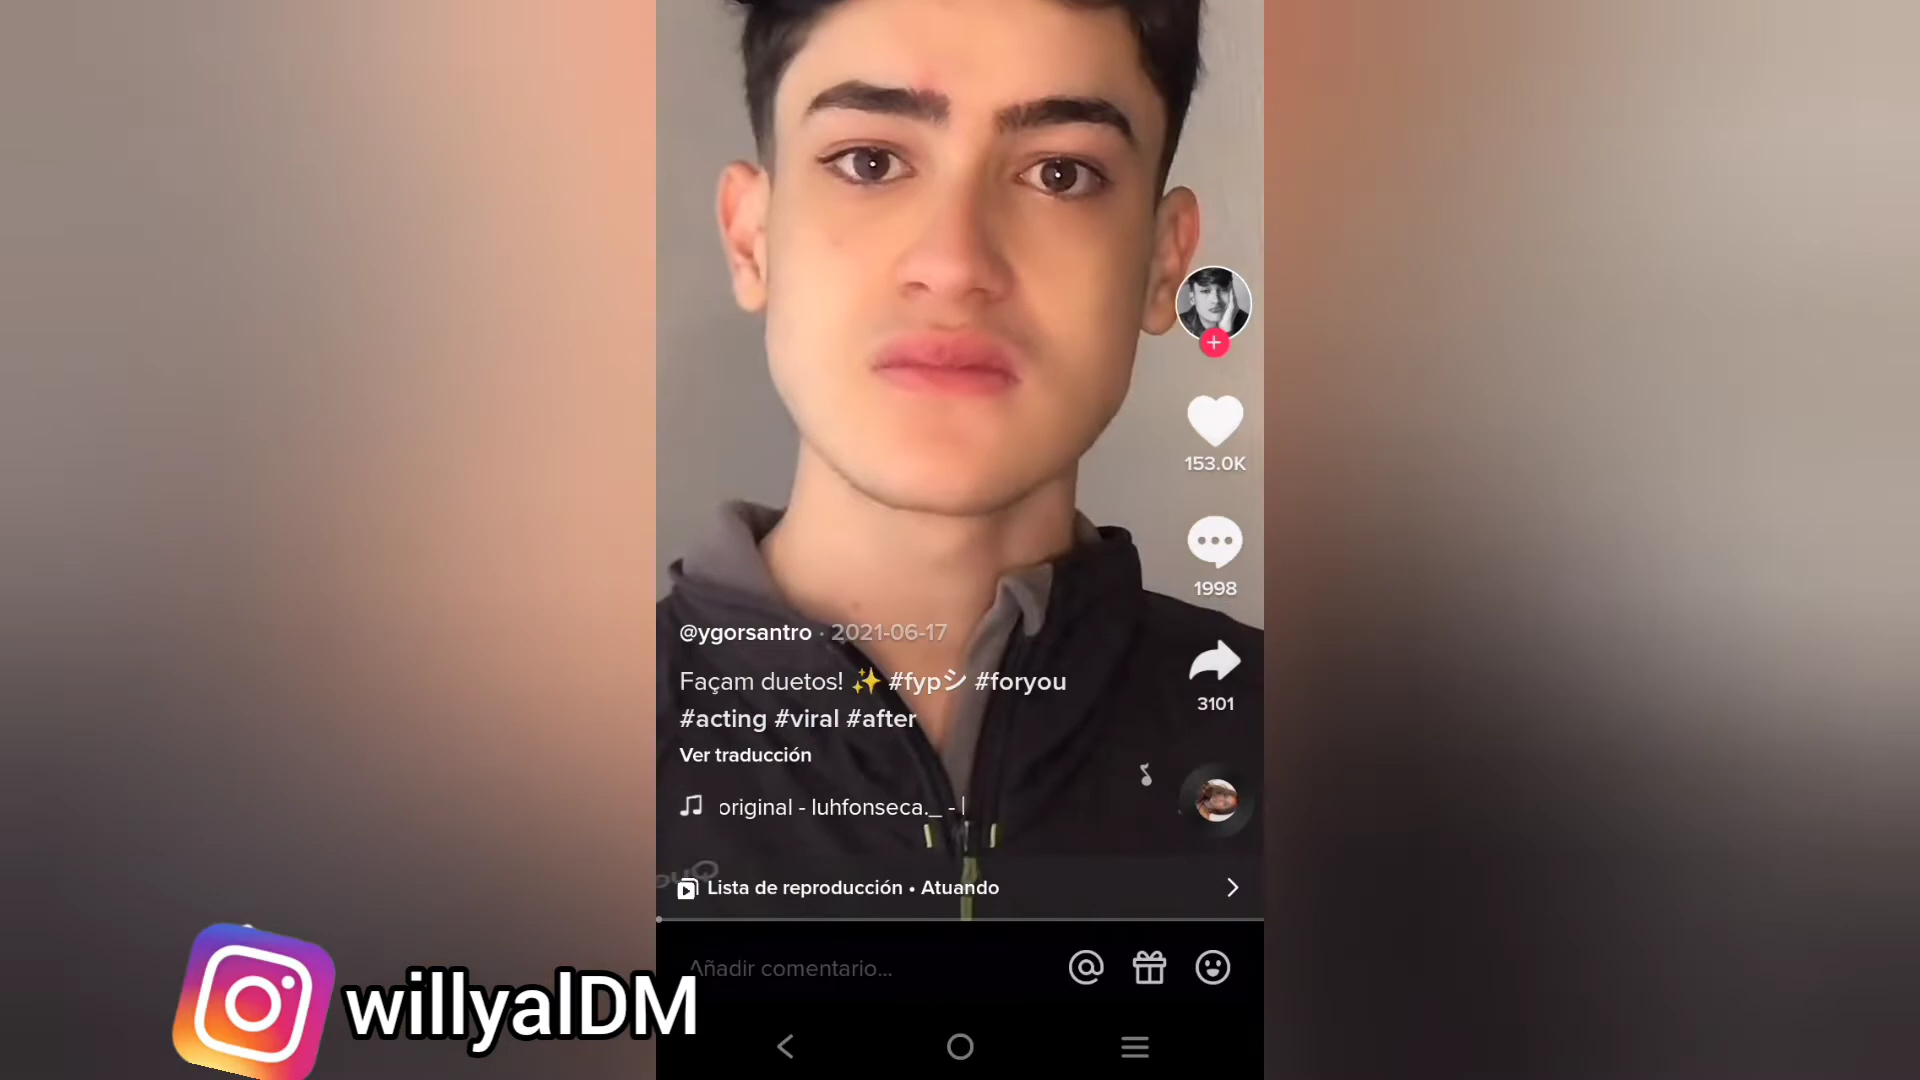 153.0K
1998
@ygorsantro · 2021-06-17
3101
Façam duetos! ✨ #fypシ #foryou
#acting #viral #after
Ver traducción
original - luhfonseca._ -
Lista de reproducción • Atuando
Añadir comentario...
willyalDM